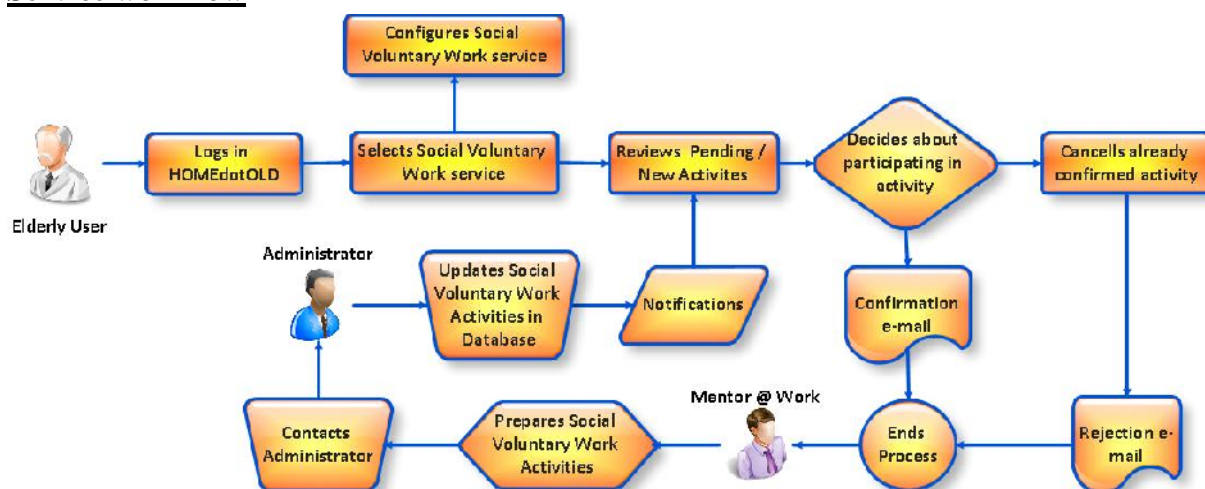 Configures Social
Voluntary Work service
Logs in
HOMEdotOLD
Selects Social Voluntary
Work service
Reviews Pending /
New Activites
Decides about
participating in
activity
Cancells already
confirmed activity
Elderly User
Administrator
Updates Social
Voluntary Work
Activities in
Database
Notifications
Confirmation
e-mail
Mentor @ Work
Contacts
Administrator
Prepares Social
Voluntary Work
Activities
Ends
Process
Rejection e-
mail